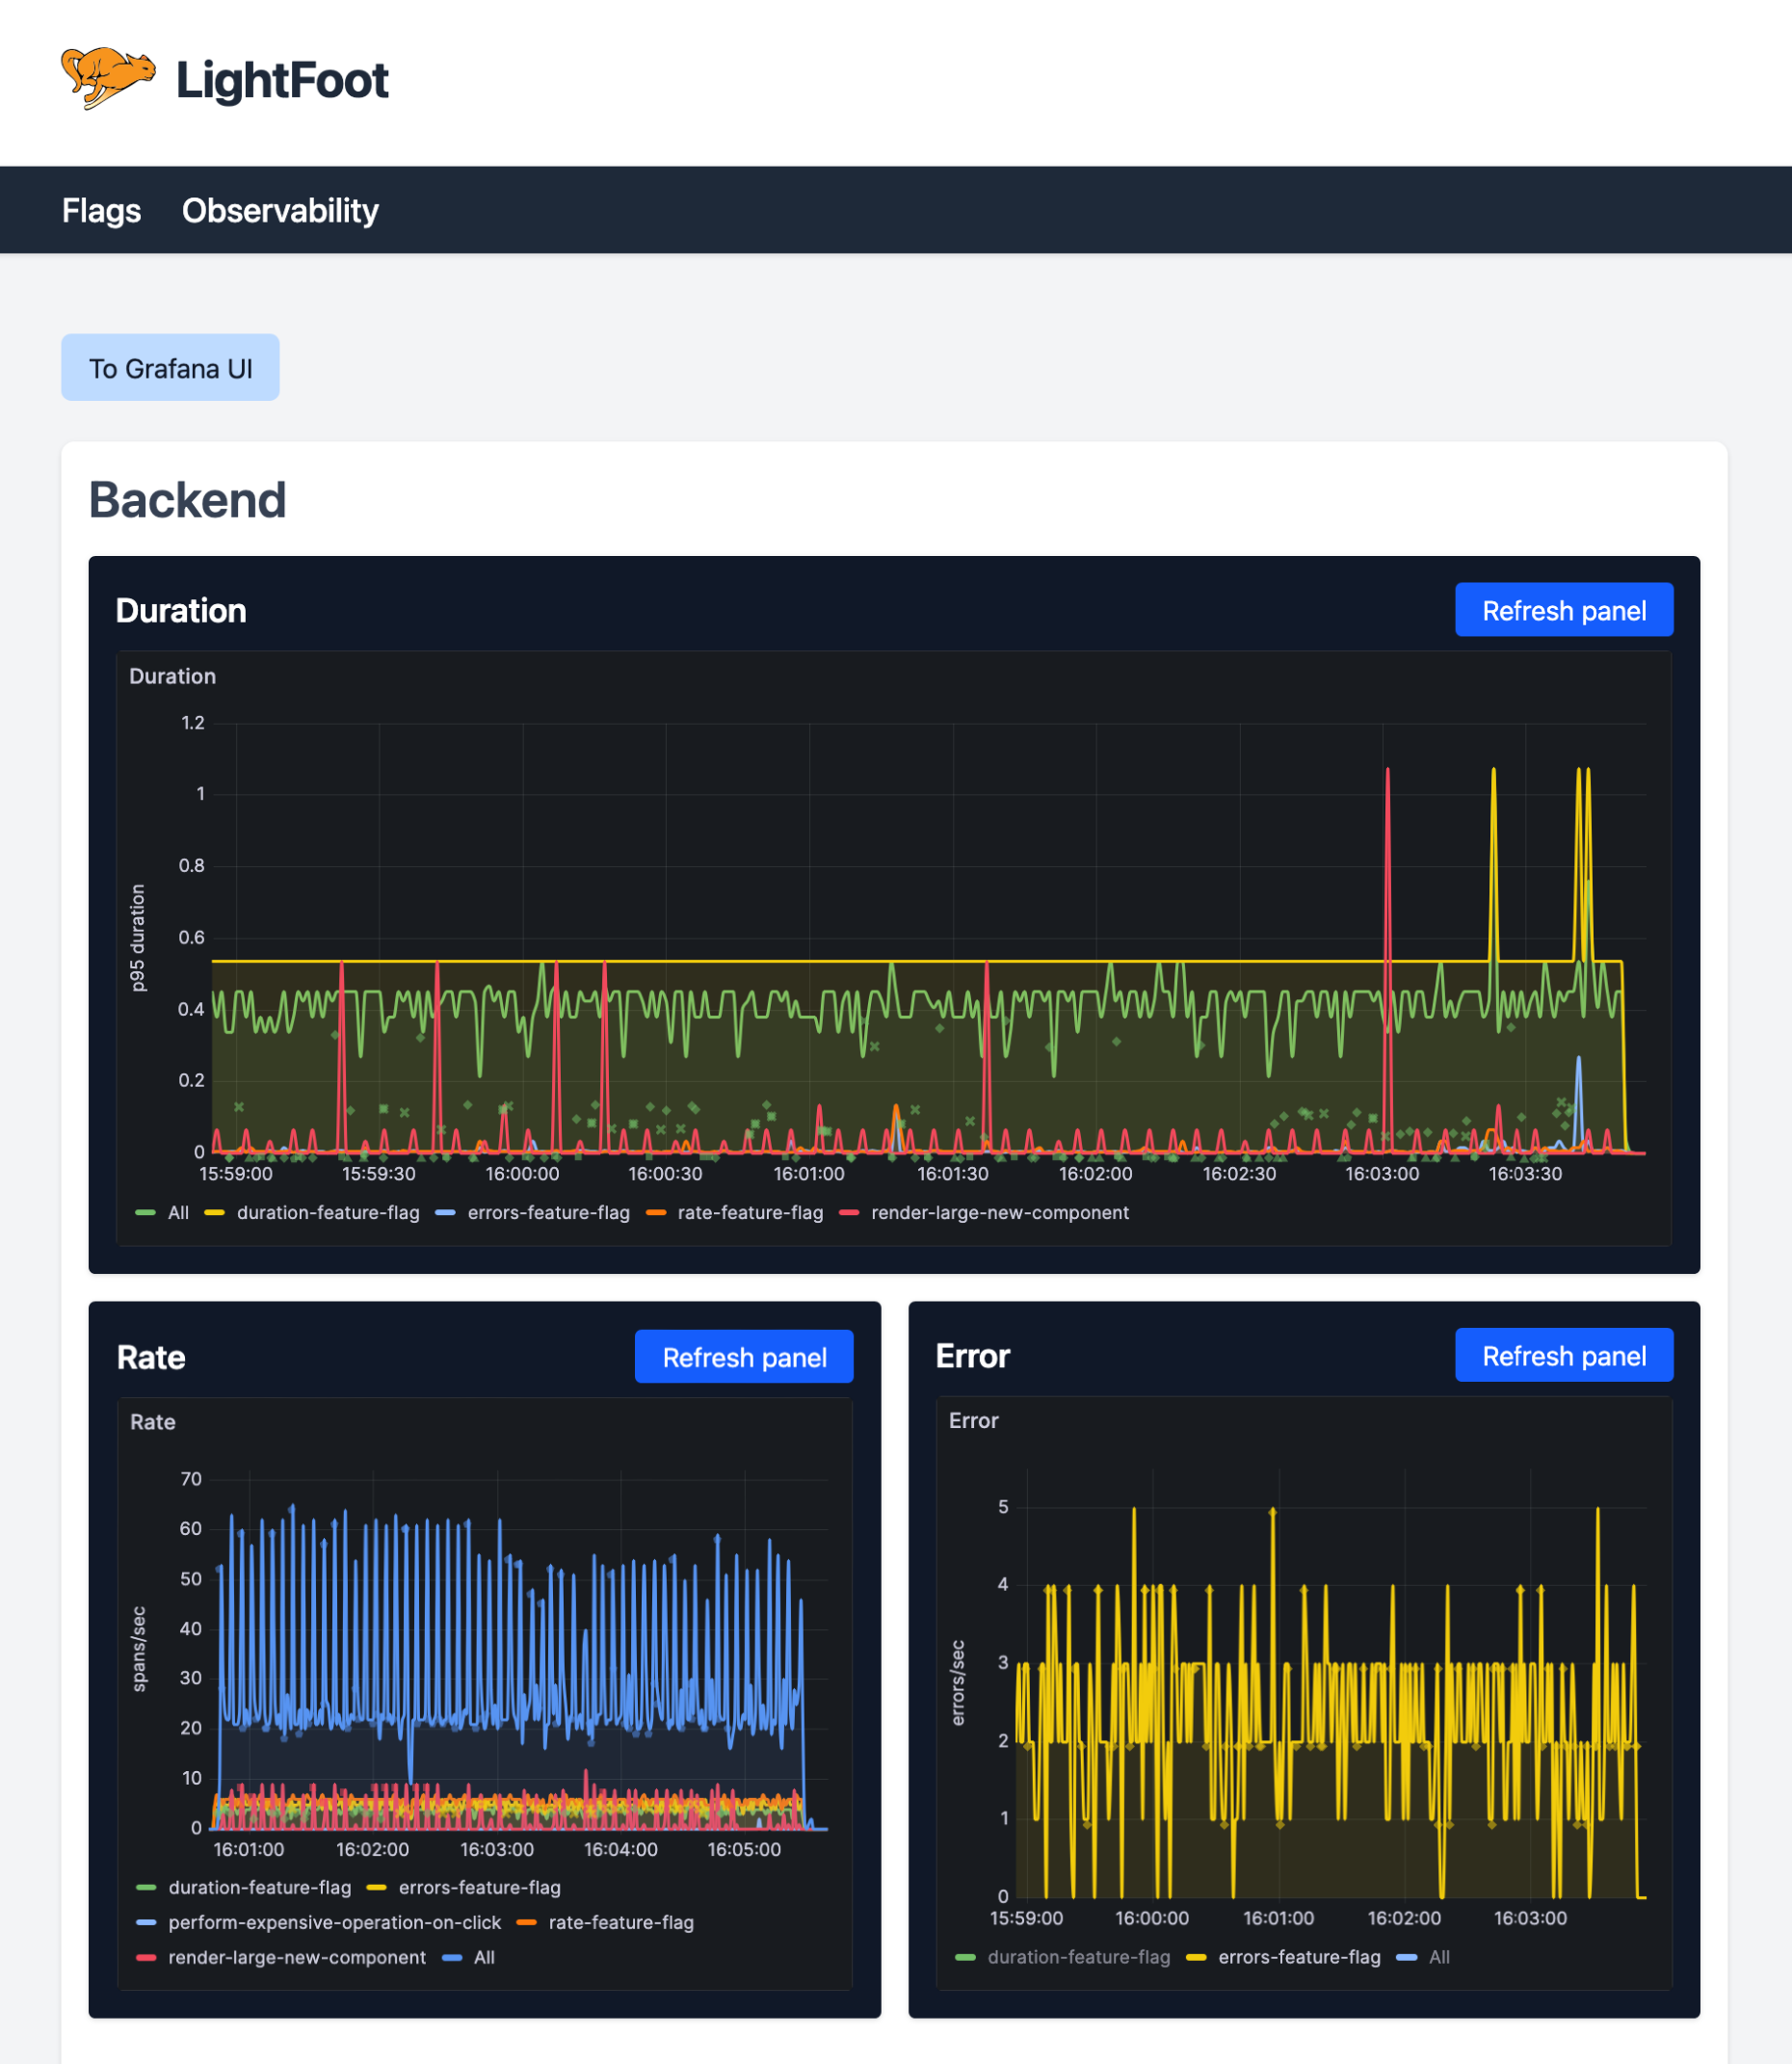 LightFoot
Flags Observability
To Grafana UI
Backend
Duration Refresh panel
Duration
1.2
1
0.8
0.6
0.4
0.2
0
p95 duration
15:59:00 15:59:30 16:00:00 16:00:30 16:01:00 16:01:30 16:02:00 16:02:30 16:03:00 16:03:30
All duration-feature-flag errors-feature-flag rate-feature-flag render-large-new-component
Rate Refresh panel
Rate
70
60
50
40
30
20
10
0
spans/sec
16:01:00 16:02:00 16:03:00 16:04:00 16:05:00
duration-feature-flag errors-feature-flag
perform-expensive-operation-on-click rate-feature-flag
render-large-new-component All
Error Refresh panel
Error
5
4
3
2
1
0
errors/sec
15:59:00 16:00:00 16:01:00 16:02:00 16:03:00
duration-feature-flag errors-feature-flag All